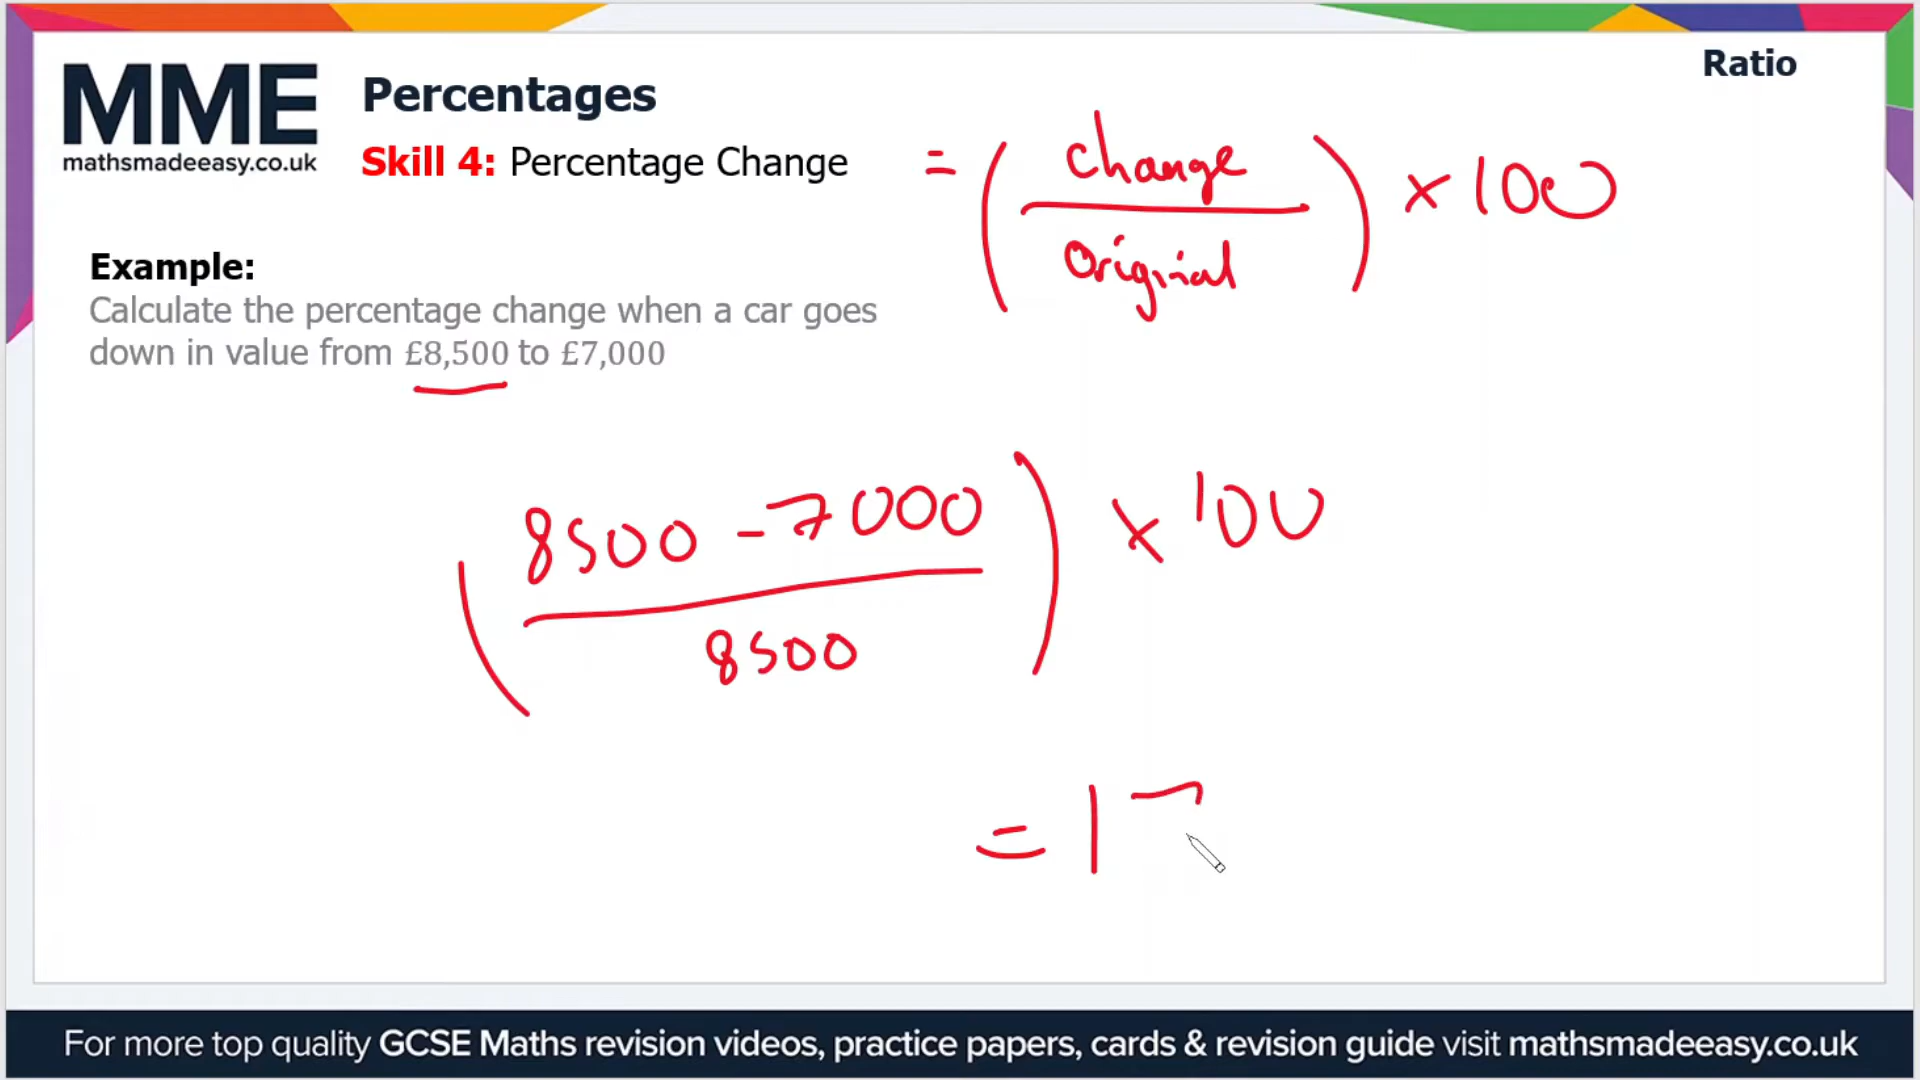 Ratio
MME
mathsmadeeasy.co.uk
Percentages
Skill 4: Percentage Change
= ( change / original ) × 100
Example:
Calculate the percentage change when a car goes
down in value from £8,500 to £7,000
( 8500 - 7000 / 8500 ) × 100
= 17
For more top quality GCSE Maths revision videos, practice papers, cards & revision guide visit mathsmadeeasy.co.uk